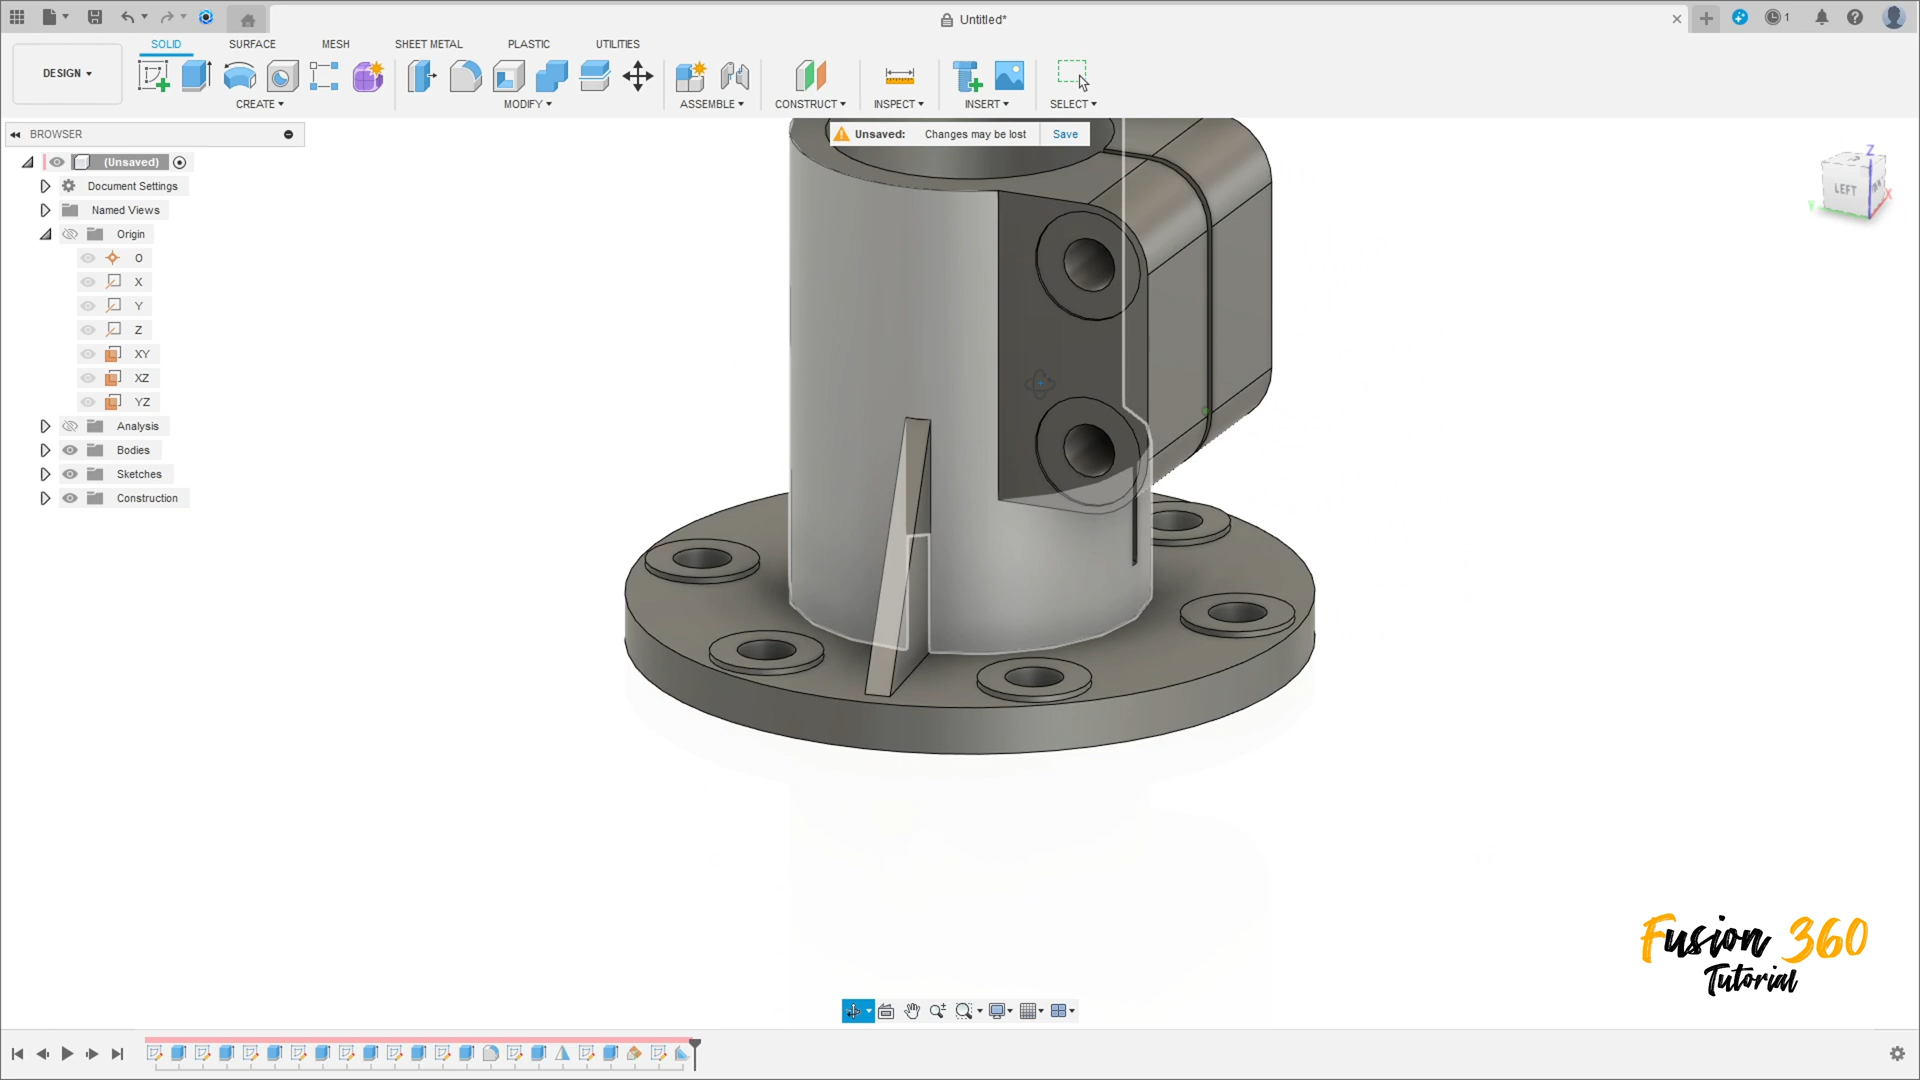 Untitled*
1
DESIGN
SOLID
SURFACE
MESH
SHEET METAL
PLASTIC
UTILITIES
CREATE
MODIFY
ASSEMBLE
CONSTRUCT
INSPECT
INSERT
SELECT
BROWSER
Unsaved: Changes may be lost
Save
(Unsaved)
Document Settings
Named Views
Origin
O
X
Y
Z
XY
XZ
YZ
Analysis
Bodies
Sketches
Construction
Z
LEFT
X
Y
Fusion 360
Tutorial